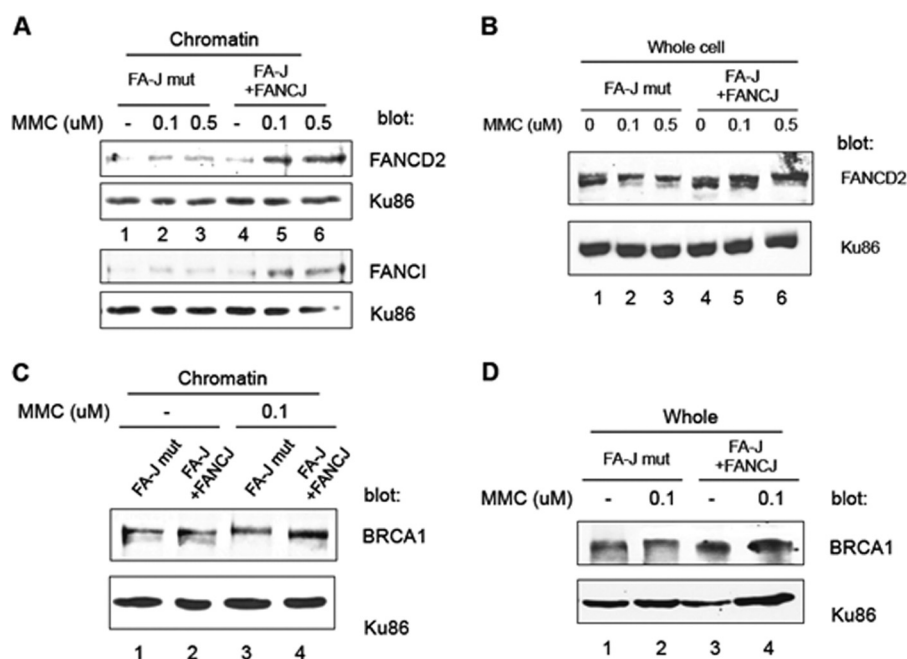 A
Chromatin
FA-J mut FA-J
+FANCJ
MMC (uM) - 0.1 0.5 - 0.1 0.5 blot:
FANCD2
Ku86
1 2 3 4 5 6
FANCI
Ku86
B
Whole cell
FA-J mut FA-J
+FANCJ
MMC (uM) 0 0.1 0.5 0 0.1 0.5
blot:
FANCD2
Ku86
1 2 3 4 5 6
C
Chromatin
MMC (uM) - 0.1
FA-J mut FA-J
+FANCJ FA-J mut FA-J
+FANCJ
blot:
BRCA1
Ku86
1 2 3 4
D
Whole
FA-J mut FA-J
+FANCJ
MMC (uM) - 0.1 - 0.1 blot:
BRCA1
Ku86
1 2 3 4